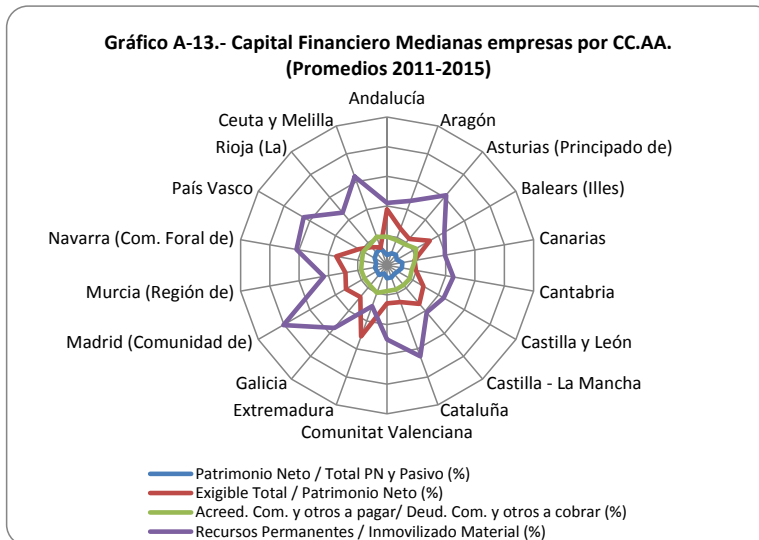 Gráfico A-13.- Capital Financiero Medianas empresas por CC.AA.
(Promedios 2011-2015)
Andalucía
Aragón
Asturias (Principado de)
Balears (Illes)
Canarias
Cantabria
Castilla y León
Castilla - La Mancha
Cataluña
Comunitat Valenciana
Extremadura
Galicia
Madrid (Comunidad de)
Murcia (Región de)
Navarra (Com. Foral de)
País Vasco
Rioja (La)
Ceuta y Melilla
Patrimonio Neto / Total PN y Pasivo (%)
Exigible Total / Patrimonio Neto (%)
Acreed. Com. y otros a pagar/ Deud. Com. y otros a cobrar (%)
Recursos Permanentes / Inmovilizado Material (%)